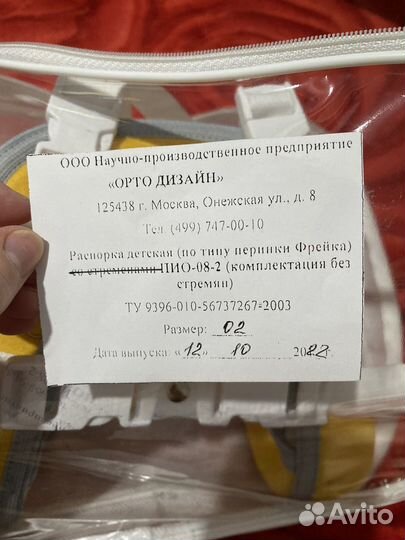 ООО Научно-производственное предприятие
«ОРТО ДИЗАЙН»
125438 г. Москва, Онежская ул., д. 8
Тел. (499) 747-00-10
Распорка детская (по типу перинки Фрейка)
со стременами ПИО-08-2 (комплектация без
стремян)
ТУ 9396-010-56737267-2003
Размер: 02
Дата выпуска: «12» 10 2022г.
Avito